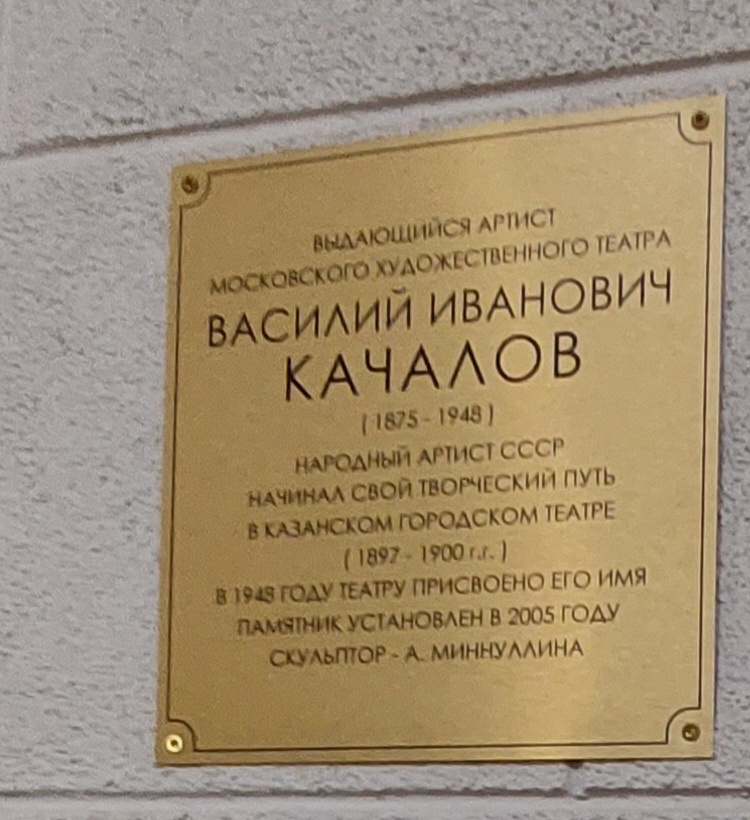 ВЫДАЮЩИЙСЯ АРТИСТ
МОСКОВСКОГО ХУДОЖЕСТВЕННОГО ТЕАТРА
ВАСИЛИЙ ИВАНОВИЧ
КАЧАЛОВ
( 1875 - 1948 )
НАРОДНЫЙ АРТИСТ СССР
НАЧИНАЛ СВОЙ ТВОРЧЕСКИЙ ПУТЬ
В КАЗАНСКОМ ГОРОДСКОМ ТЕАТРЕ
( 1897 - 1900 г.г. )
В 1948 ГОДУ ТЕАТРУ ПРИСВОЕНО ЕГО ИМЯ
ПАМЯТНИК УСТАНОВЛЕН В 2005 ГОДУ
СКУЛЬПТОР - А. МИННУЛЛИНА